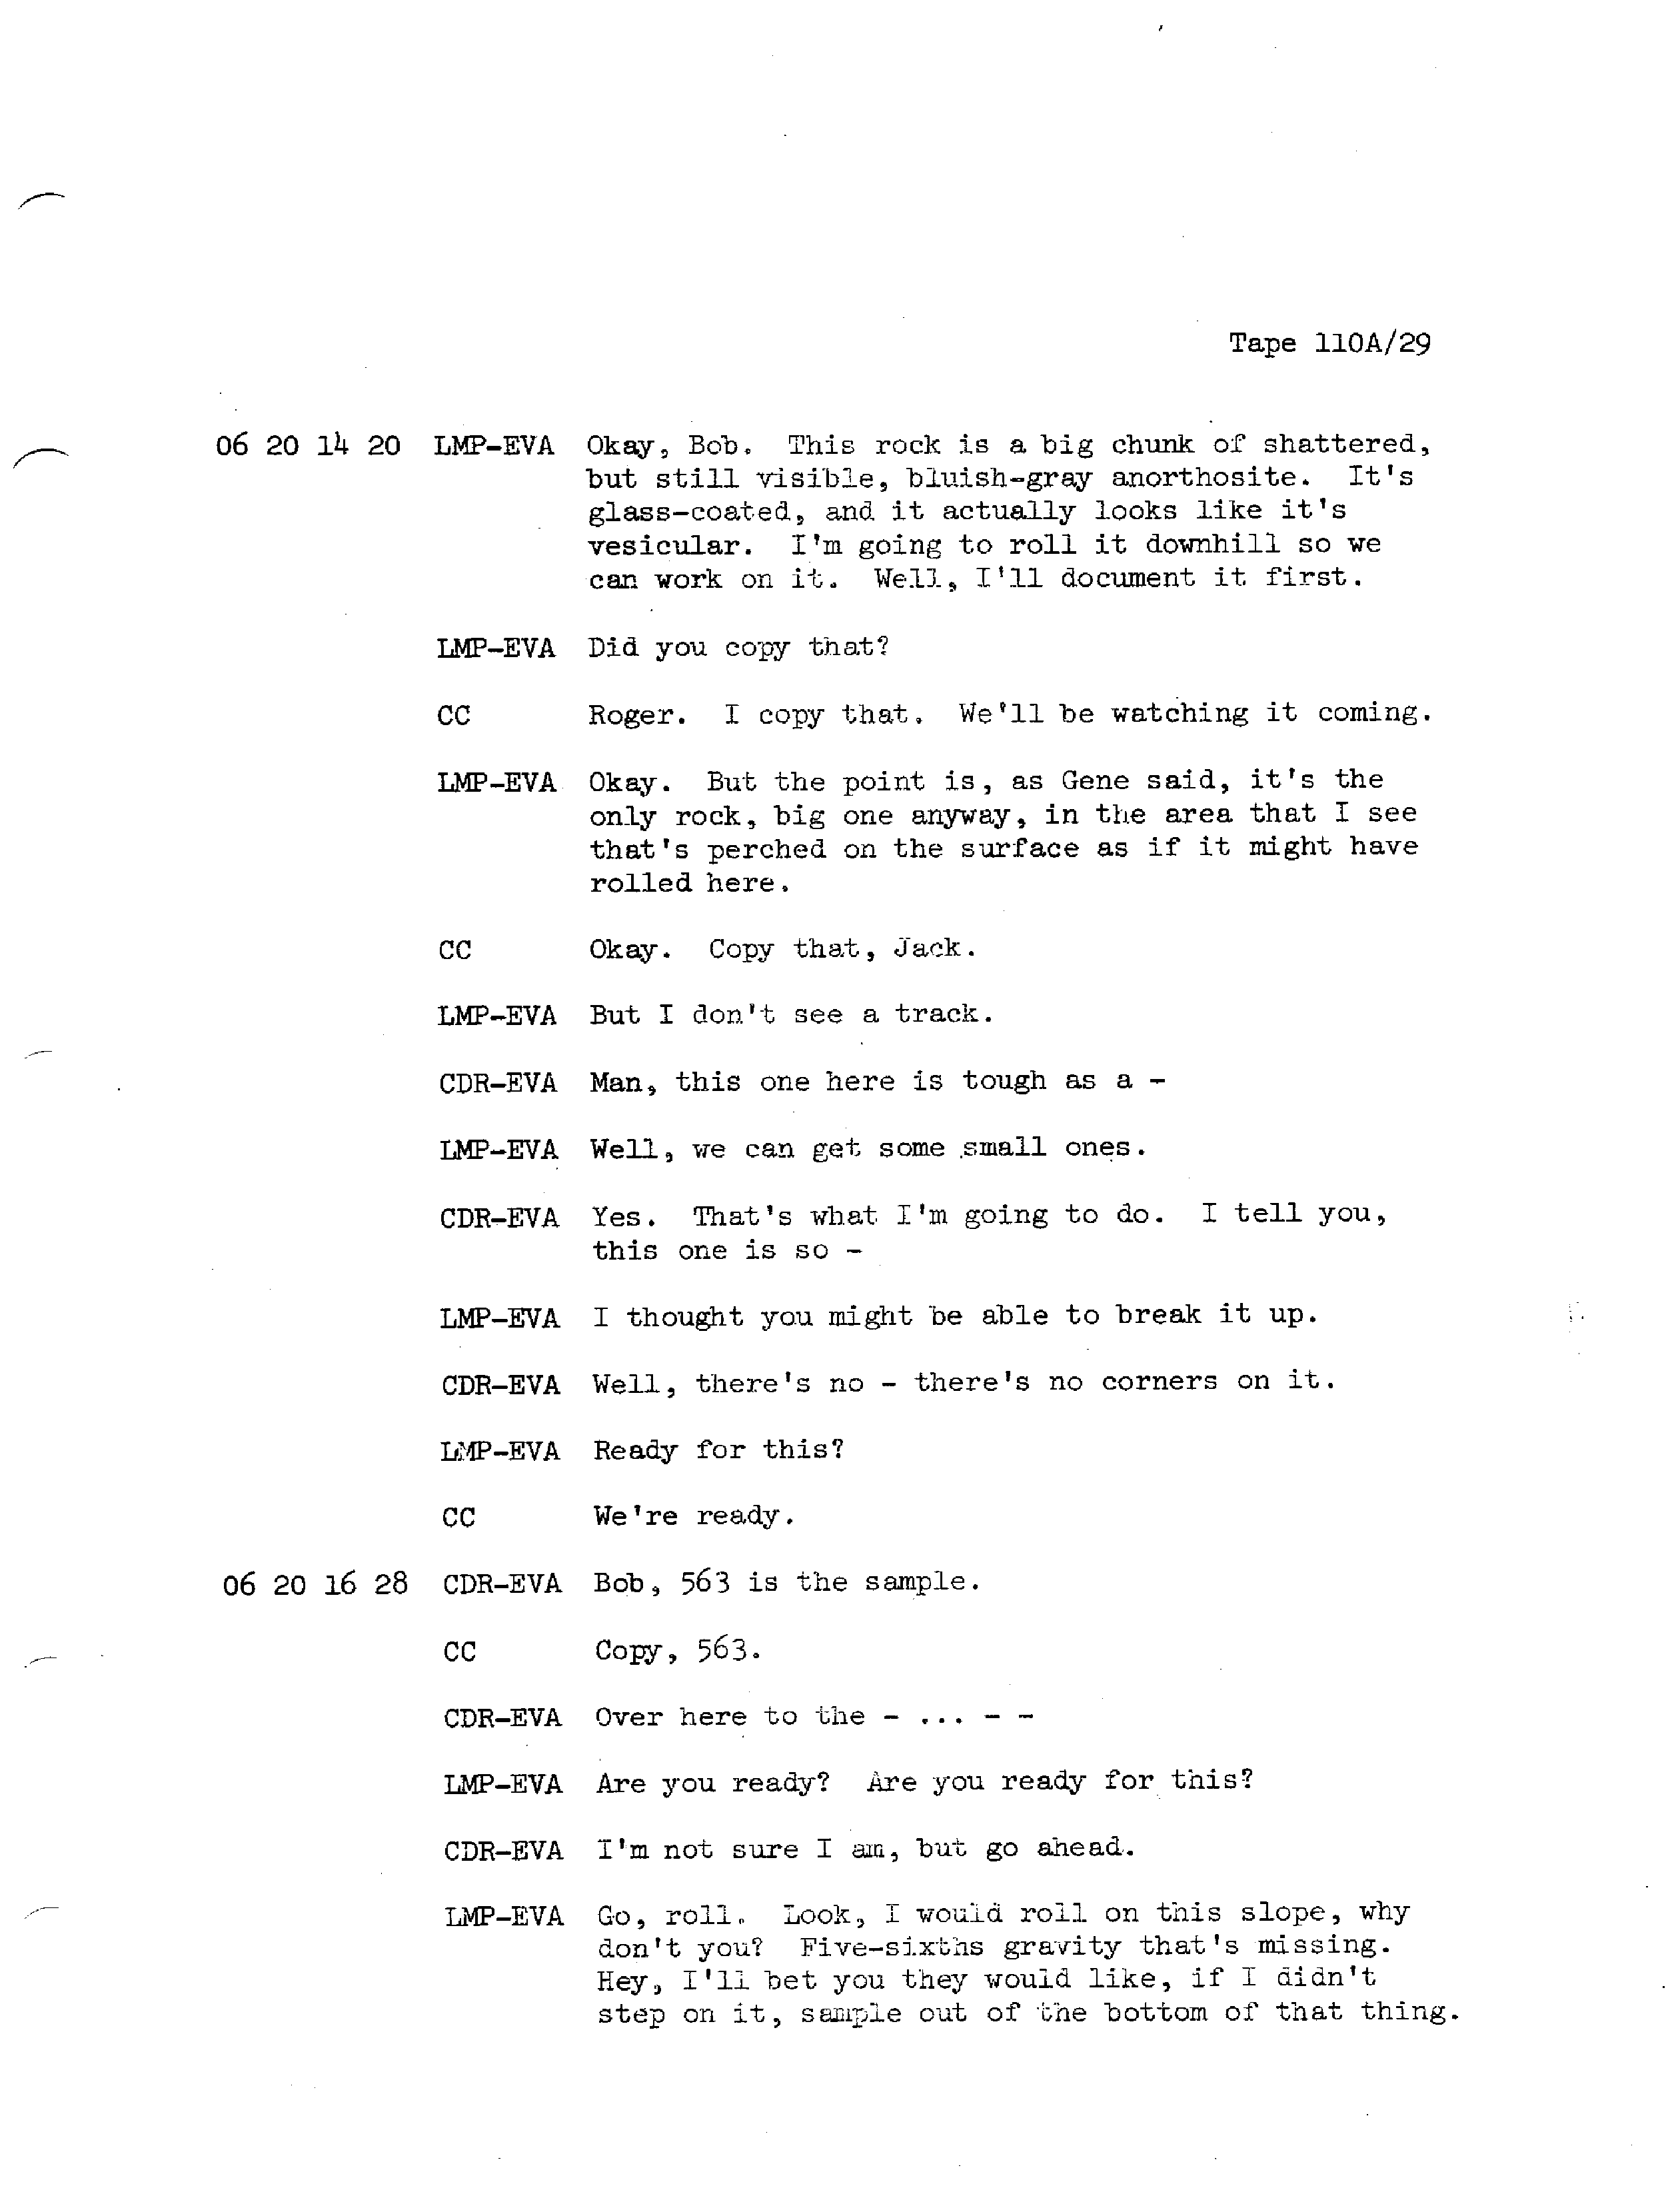 Tape 110A/29
06 20 14 20 LMP-EVA Okay, Bob. This rock is a big chunk of shattered,
but still visible, bluish-gray anorthosite. It's
glass-coated, and it actually looks like it's
vesicular. I'm going to roll it downhill so we
can work on it. Well, I'll document it first.
LMP-EVA Did you copy that?
CC Roger. I copy that. We'll be watching it coming.
LMP-EVA Okay. But the point is, as Gene said, it's the
only rock, big one anyway, in the area that I see
that's perched on the surface as if it might have
rolled here.
CC Okay. Copy that, Jack.
LMP-EVA But I don't see a track.
CDR-EVA Man, this one here is tough as a -
LMP-EVA Well, we can get some small ones.
CDR-EVA Yes. That's what I'm going to do. I tell you,
this one is so -
LMP-EVA I thought you might be able to break it up.
CDR-EVA Well, there's no - there's no corners on it.
LMP-EVA Ready for this?
CC We're ready.
06 20 16 28 CDR-EVA Bob, 563 is the sample.
CC Copy, 563.
CDR-EVA Over here to the - ... - -
LMP-EVA Are you ready? Are you ready for this?
CDR-EVA I'm not sure I am, but go ahead.
LMP-EVA Go, roll. Look, I would roll on this slope, why
don't you? Five-sixths gravity that's missing.
Hey, I'll bet you they would like, if I didn't
step on it, sample out of the bottom of that thing.